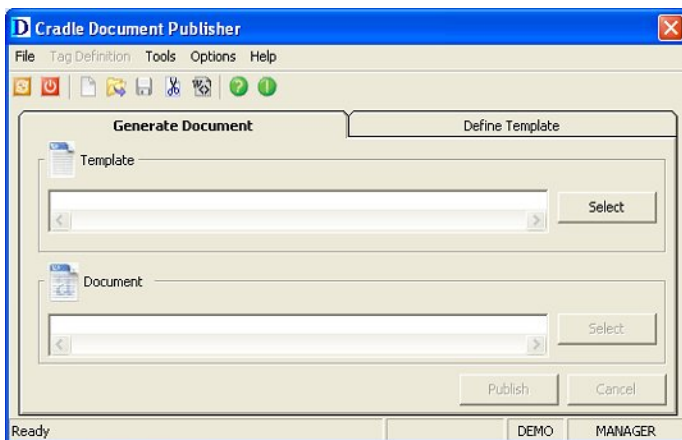 D Cradle Document Publisher
File Tag Definition Tools Options Help
Generate Document Define Template
Template
Select
Document
Select
Publish Cancel
Ready DEMO MANAGER